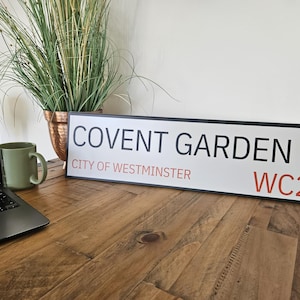 COVENT GARDEN
CITY OF WESTMINSTER
WC2